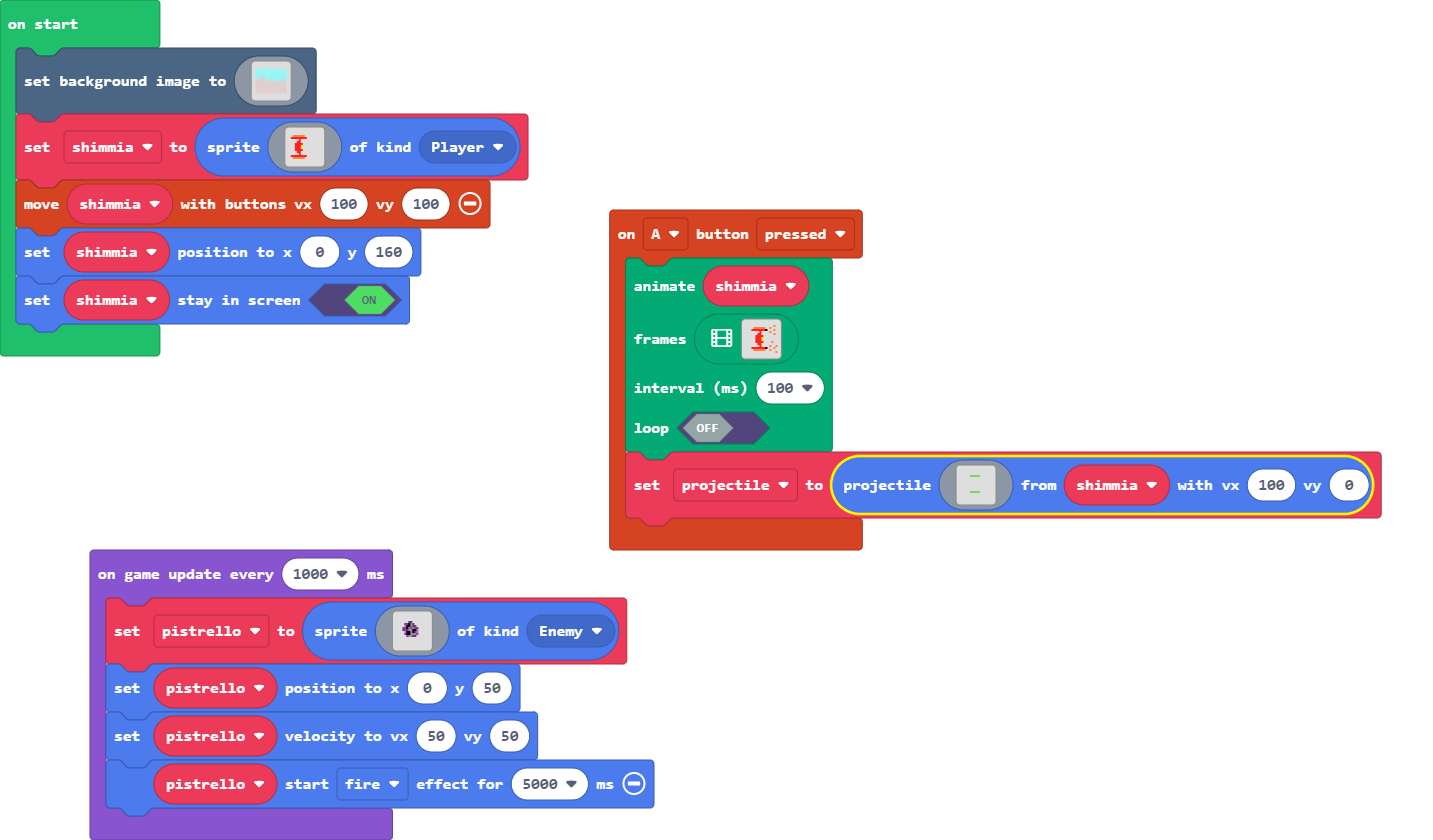 on start
set background image to
set shimmia to sprite of kind Player
move shimmia with buttons vx 100 vy 100
set shimmia position to x 0 y 160
set shimmia stay in screen ON
on A button pressed
animate shimmia
frames
interval (ms) 100
loop OFF
set projectile to projectile from shimmia with vx 100 vy 0
on game update every 1000 ms
set pistrello to sprite of kind Enemy
set pistrello position to x 0 y 50
set pistrello velocity to vx 50 vy 50
pistrello start fire effect for 5000 ms